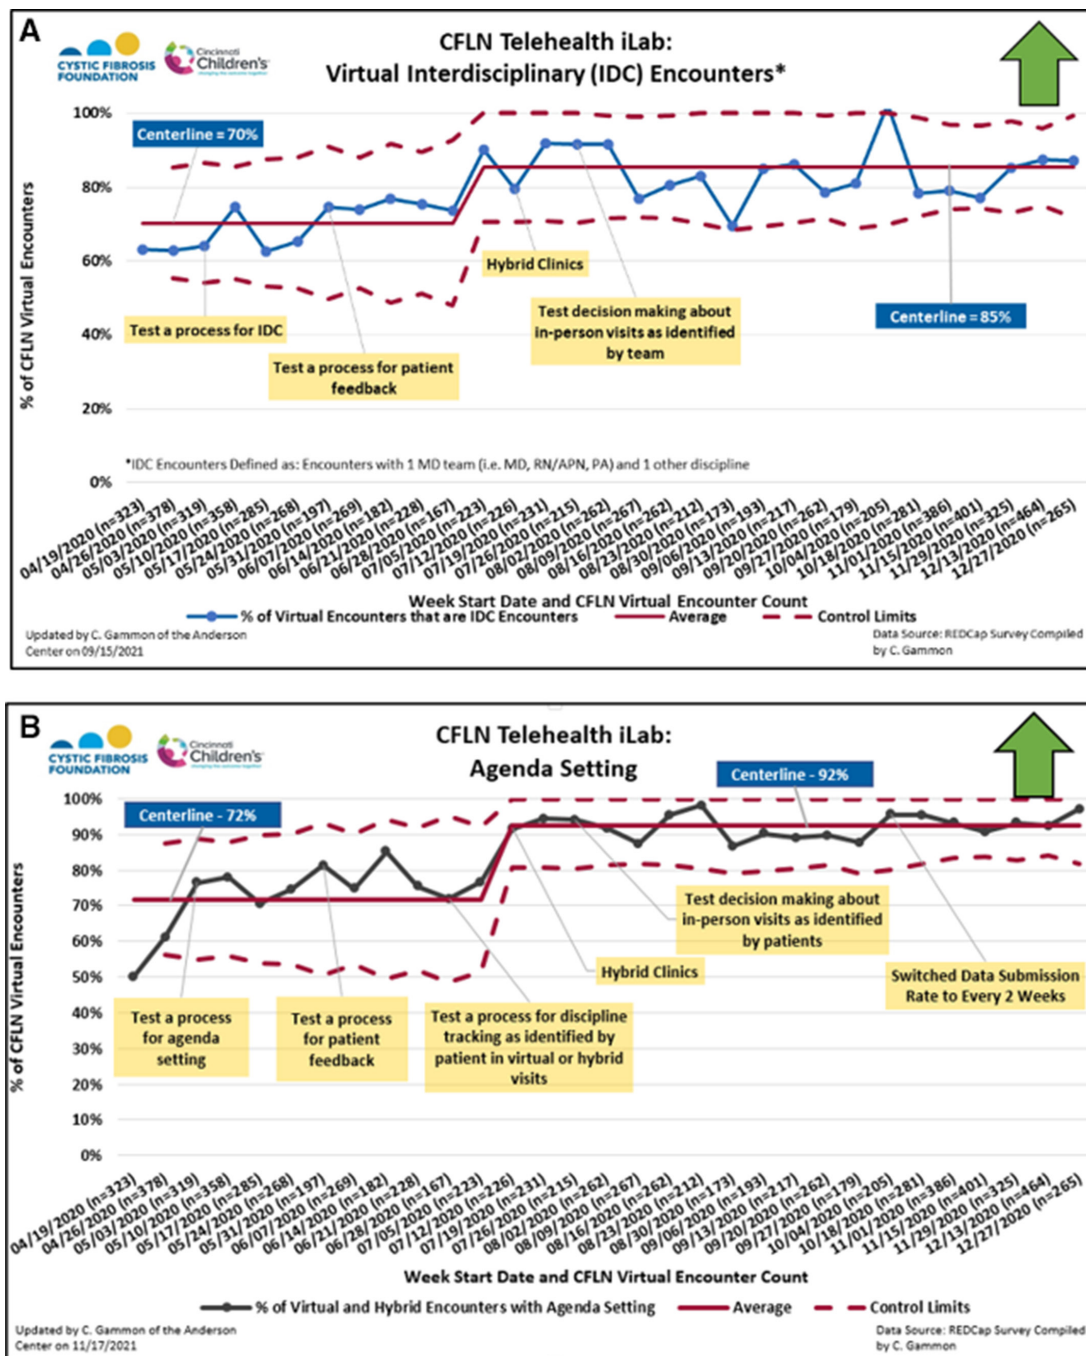 A
CYSTIC FIBROSIS
FOUNDATION
Cincinnati
Children's
changing the outcome together
CFLN Telehealth iLab:
Virtual Interdisciplinary (IDC) Encounters*
100%
80%
60%
40%
20%
0%
% of CFLN Virtual Encounters
Centerline = 70%
Test a process for IDC
Test a process for patient
feedback
Hybrid Clinics
Test decision making about
in-person visits as identified
by team
Centerline = 85%
*IDC Encounters Defined as: Encounters with 1 MD team (i.e. MD, RN/APN, PA) and 1 other discipline
04/19/2020 (n=323)
04/26/2020 (n=378)
05/03/2020 (n=319)
05/10/2020 (n=358)
05/17/2020 (n=285)
05/24/2020 (n=268)
05/31/2020 (n=197)
06/07/2020 (n=269)
06/14/2020 (n=182)
06/21/2020 (n=228)
06/28/2020 (n=167)
07/05/2020 (n=223)
07/12/2020 (n=226)
07/19/2020 (n=231)
07/26/2020 (n=215)
08/02/2020 (n=262)
08/09/2020 (n=267)
08/16/2020 (n=262)
08/23/2020 (n=212)
08/30/2020 (n=173)
09/06/2020 (n=193)
09/13/2020 (n=217)
09/20/2020 (n=262)
09/27/2020 (n=179)
10/04/2020 (n=205)
10/18/2020 (n=281)
11/01/2020 (n=386)
11/15/2020 (n=401)
11/29/2020 (n=325)
12/13/2020 (n=464)
12/27/2020 (n=265)
Week Start Date and CFLN Virtual Encounter Count
% of Virtual Encounters that are IDC Encounters
Average
Control Limits
Updated by C. Gammon of the Anderson
Center on 09/15/2021
Data Source: REDCap Survey Compiled
by C. Gammon
B
CYSTIC FIBROSIS
FOUNDATION
Cincinnati
Children's
changing the outcome together
CFLN Telehealth iLab:
Agenda Setting
100%
90%
80%
70%
60%
50%
40%
30%
20%
10%
0%
% of CFLN Virtual Encounters
Centerline - 72%
Centerline - 92%
Test a process
for agenda
setting
Test a process
for patient
feedback
Test a process for discipline
tracking as identified by
patient in virtual or hybrid
visits
Hybrid Clinics
Test decision making about
in-person visits as identified
by patients
Switched Data Submission
Rate to Every 2 Weeks
04/19/2020 (n=323)
04/26/2020 (n=378)
05/03/2020 (n=319)
05/10/2020 (n=358)
05/17/2020 (n=285)
05/24/2020 (n=268)
05/31/2020 (n=197)
06/07/2020 (n=269)
06/14/2020 (n=182)
06/21/2020 (n=228)
06/28/2020 (n=167)
07/05/2020 (n=223)
07/12/2020 (n=226)
07/19/2020 (n=231)
07/26/2020 (n=215)
08/02/2020 (n=262)
08/09/2020 (n=267)
08/16/2020 (n=262)
08/23/2020 (n=212)
08/30/2020 (n=173)
09/06/2020 (n=193)
09/13/2020 (n=217)
09/20/2020 (n=262)
09/27/2020 (n=179)
10/04/2020 (n=205)
10/18/2020 (n=281)
11/01/2020 (n=386)
11/15/2020 (n=401)
11/29/2020 (n=325)
12/13/2020 (n=464)
12/27/2020 (n=265)
Week Start Date and CFLN Virtual Encounter Count
% of Virtual and Hybrid Encounters with Agenda Setting
Average
Control Limits
Updated by C. Gammon of the Anderson
Center on 11/17/2021
Data Source: REDCap Survey Compiled
by C. Gammon